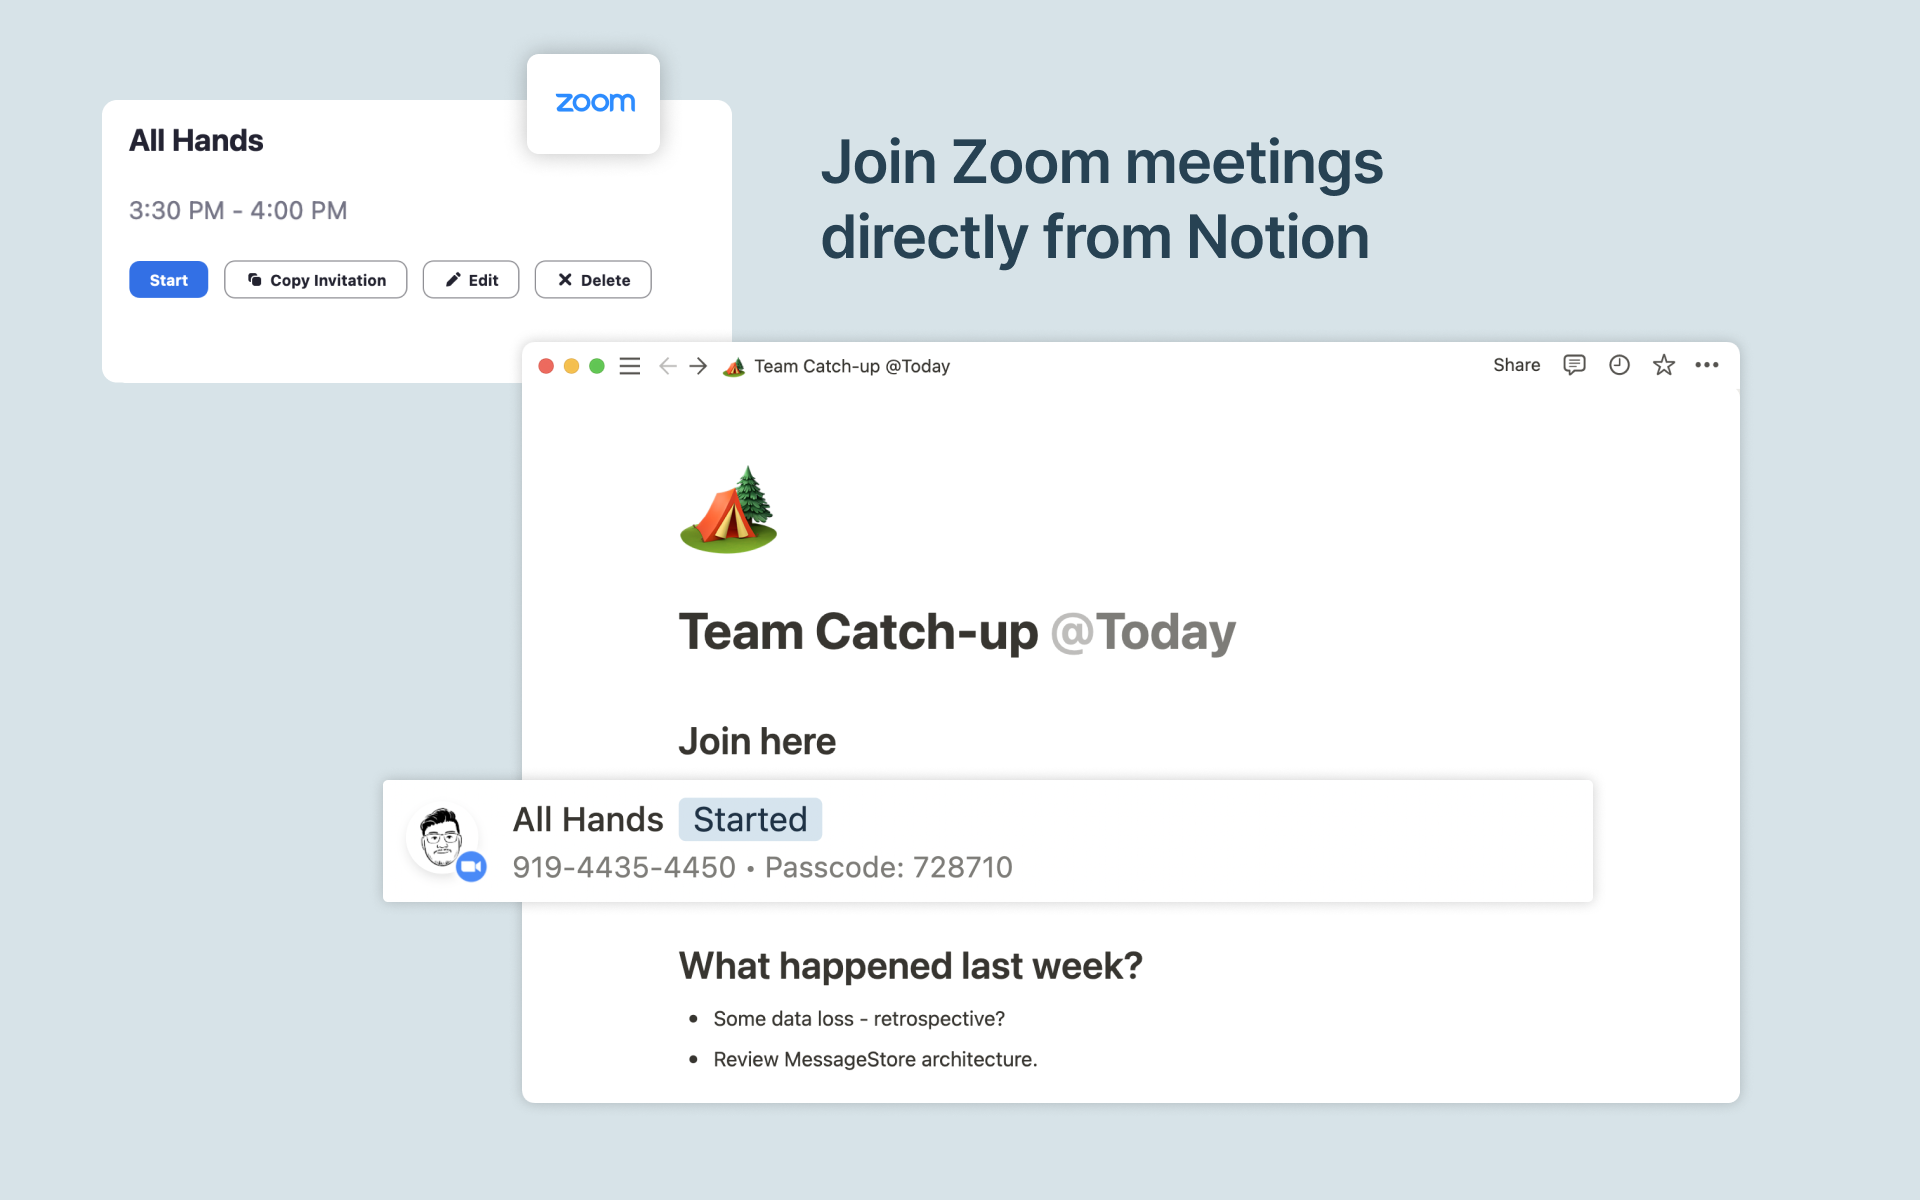 zoom
All Hands
3:30 PM - 4:00 PM
Start
Copy Invitation
Edit
Delete
Join Zoom meetings
directly from Notion
Team Catch-up @Today
Share
Team Catch-up @Today
Join here
All Hands Started
919-4435-4450 • Passcode: 728710
What happened last week?
• Some data loss - retrospective?
• Review MessageStore architecture.